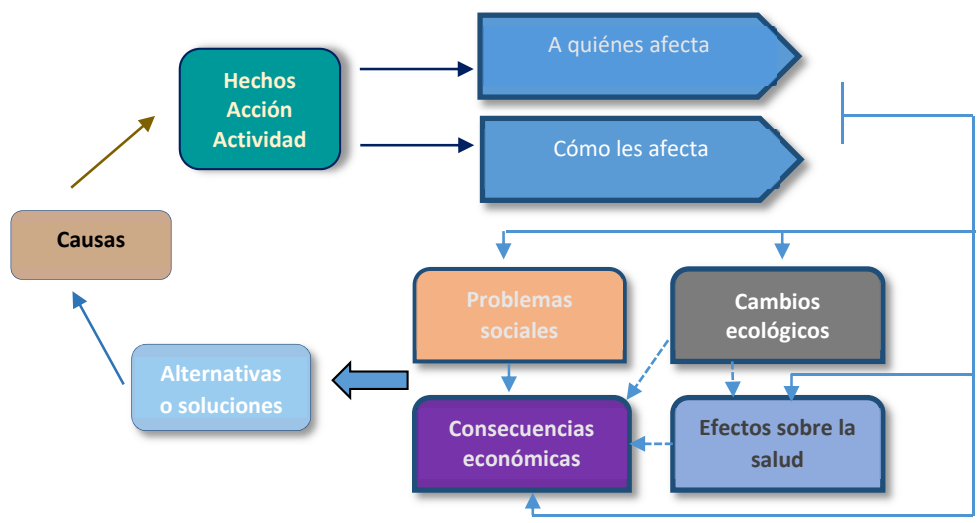 A quiénes afecta
Hechos
Acción
Actividad
Cómo les afecta
Causas
Problemas
sociales
Cambios
ecológicos
Alternativas
o soluciones
Consecuencias
económicas
Efectos sobre la
salud